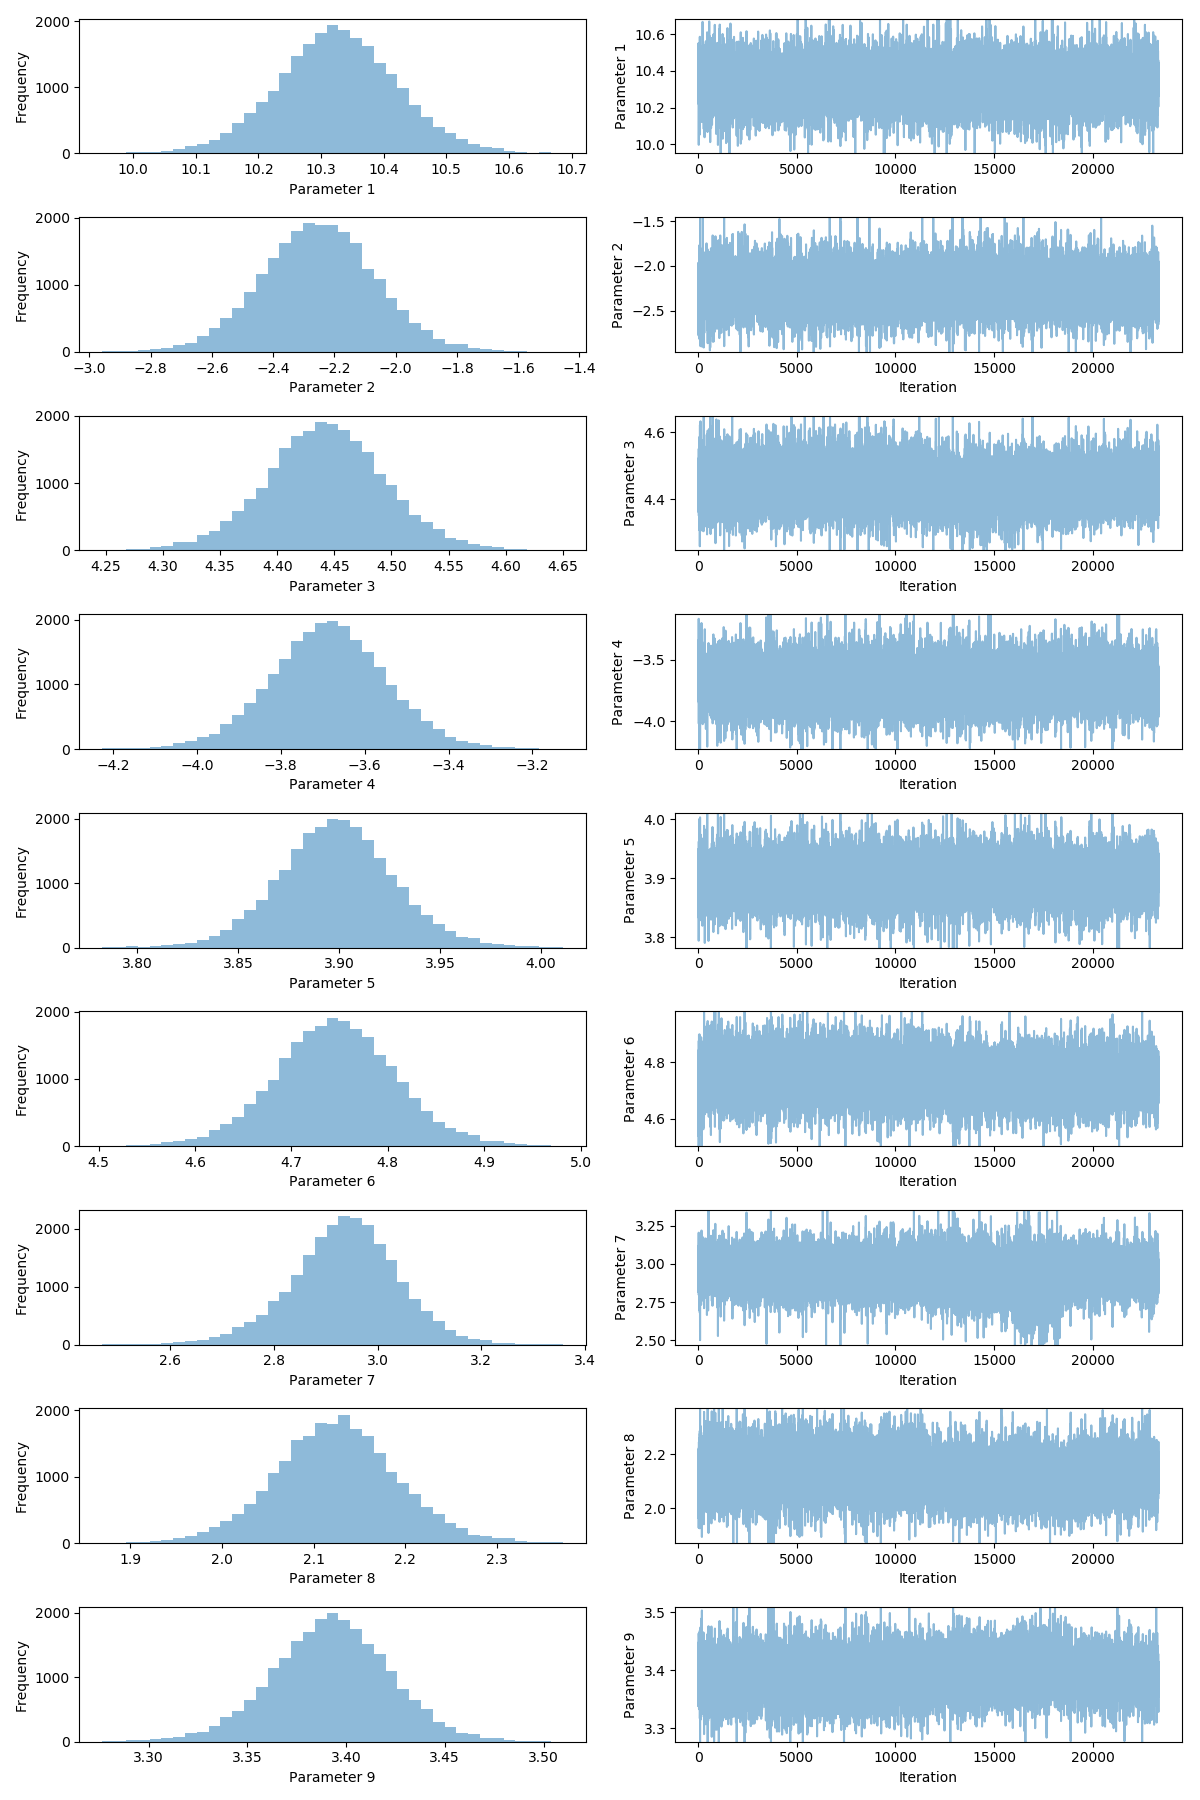 2000
1000
0
Frequency
10.0 10.1 10.2 10.3 10.4 10.5 10.6 10.7
Parameter 1
10.6
10.4
10.2
10.0
Parameter 1
0 5000 10000 15000 20000
Iteration
2000
1000
0
Frequency
−3.0 −2.8 −2.6 −2.4 −2.2 −2.0 −1.8 −1.6 −1.4
Parameter 2
−1.5
−2.0
−2.5
Parameter 2
0 5000 10000 15000 20000
Iteration
2000
1000
0
Frequency
4.25 4.30 4.35 4.40 4.45 4.50 4.55 4.60 4.65
Parameter 3
4.6
4.4
Parameter 3
0 5000 10000 15000 20000
Iteration
2000
1000
0
Frequency
−4.2 −4.0 −3.8 −3.6 −3.4 −3.2
Parameter 4
−3.5
−4.0
Parameter 4
0 5000 10000 15000 20000
Iteration
2000
1000
0
Frequency
3.80 3.85 3.90 3.95 4.00
Parameter 5
4.0
3.9
3.8
Parameter 5
0 5000 10000 15000 20000
Iteration
2000
1000
0
Frequency
4.5 4.6 4.7 4.8 4.9 5.0
Parameter 6
4.8
4.6
Parameter 6
0 5000 10000 15000 20000
Iteration
2000
1000
0
Frequency
2.6 2.8 3.0 3.2 3.4
Parameter 7
3.25
3.00
2.75
2.50
Parameter 7
0 5000 10000 15000 20000
Iteration
2000
1000
0
Frequency
1.9 2.0 2.1 2.2 2.3
Parameter 8
2.2
2.0
Parameter 8
0 5000 10000 15000 20000
Iteration
2000
1000
0
Frequency
3.30 3.35 3.40 3.45 3.50
Parameter 9
3.5
3.4
3.3
Parameter 9
0 5000 10000 15000 20000
Iteration